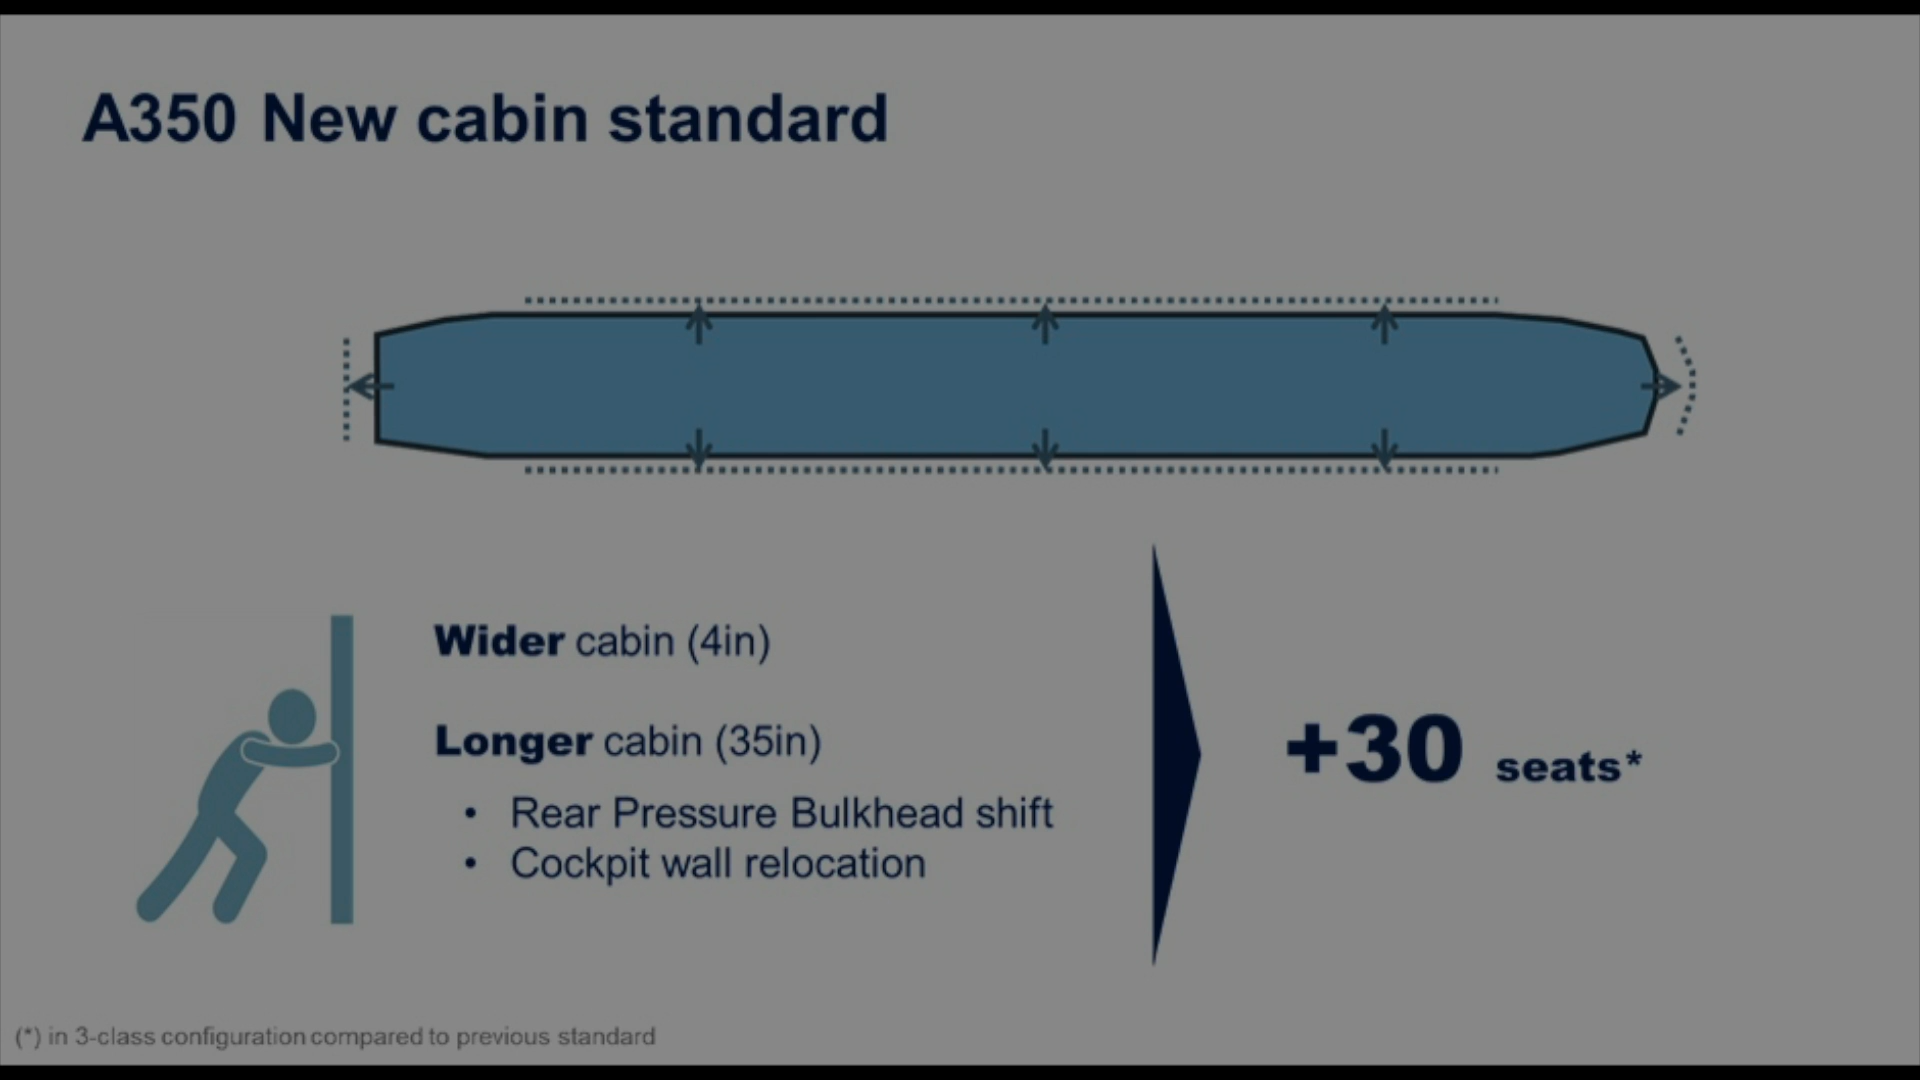 A350 New cabin standard
Wider cabin (4in)
Longer cabin (35in)
• Rear Pressure Bulkhead shift
• Cockpit wall relocation
+30 seats*
(*) in 3-class configuration compared to previous standard